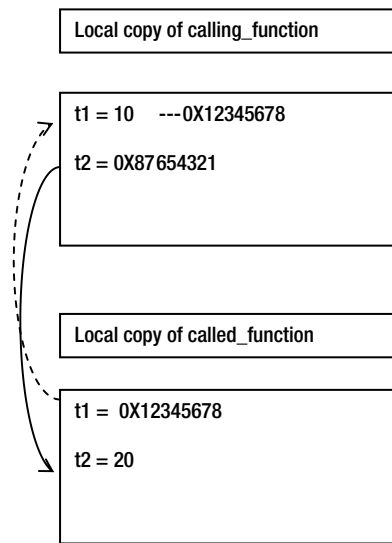 Local copy of calling_function
t1 = 10 ---0X12345678
t2 = 0X87654321
Local copy of called_function
t1 = 0X12345678
t2 = 20